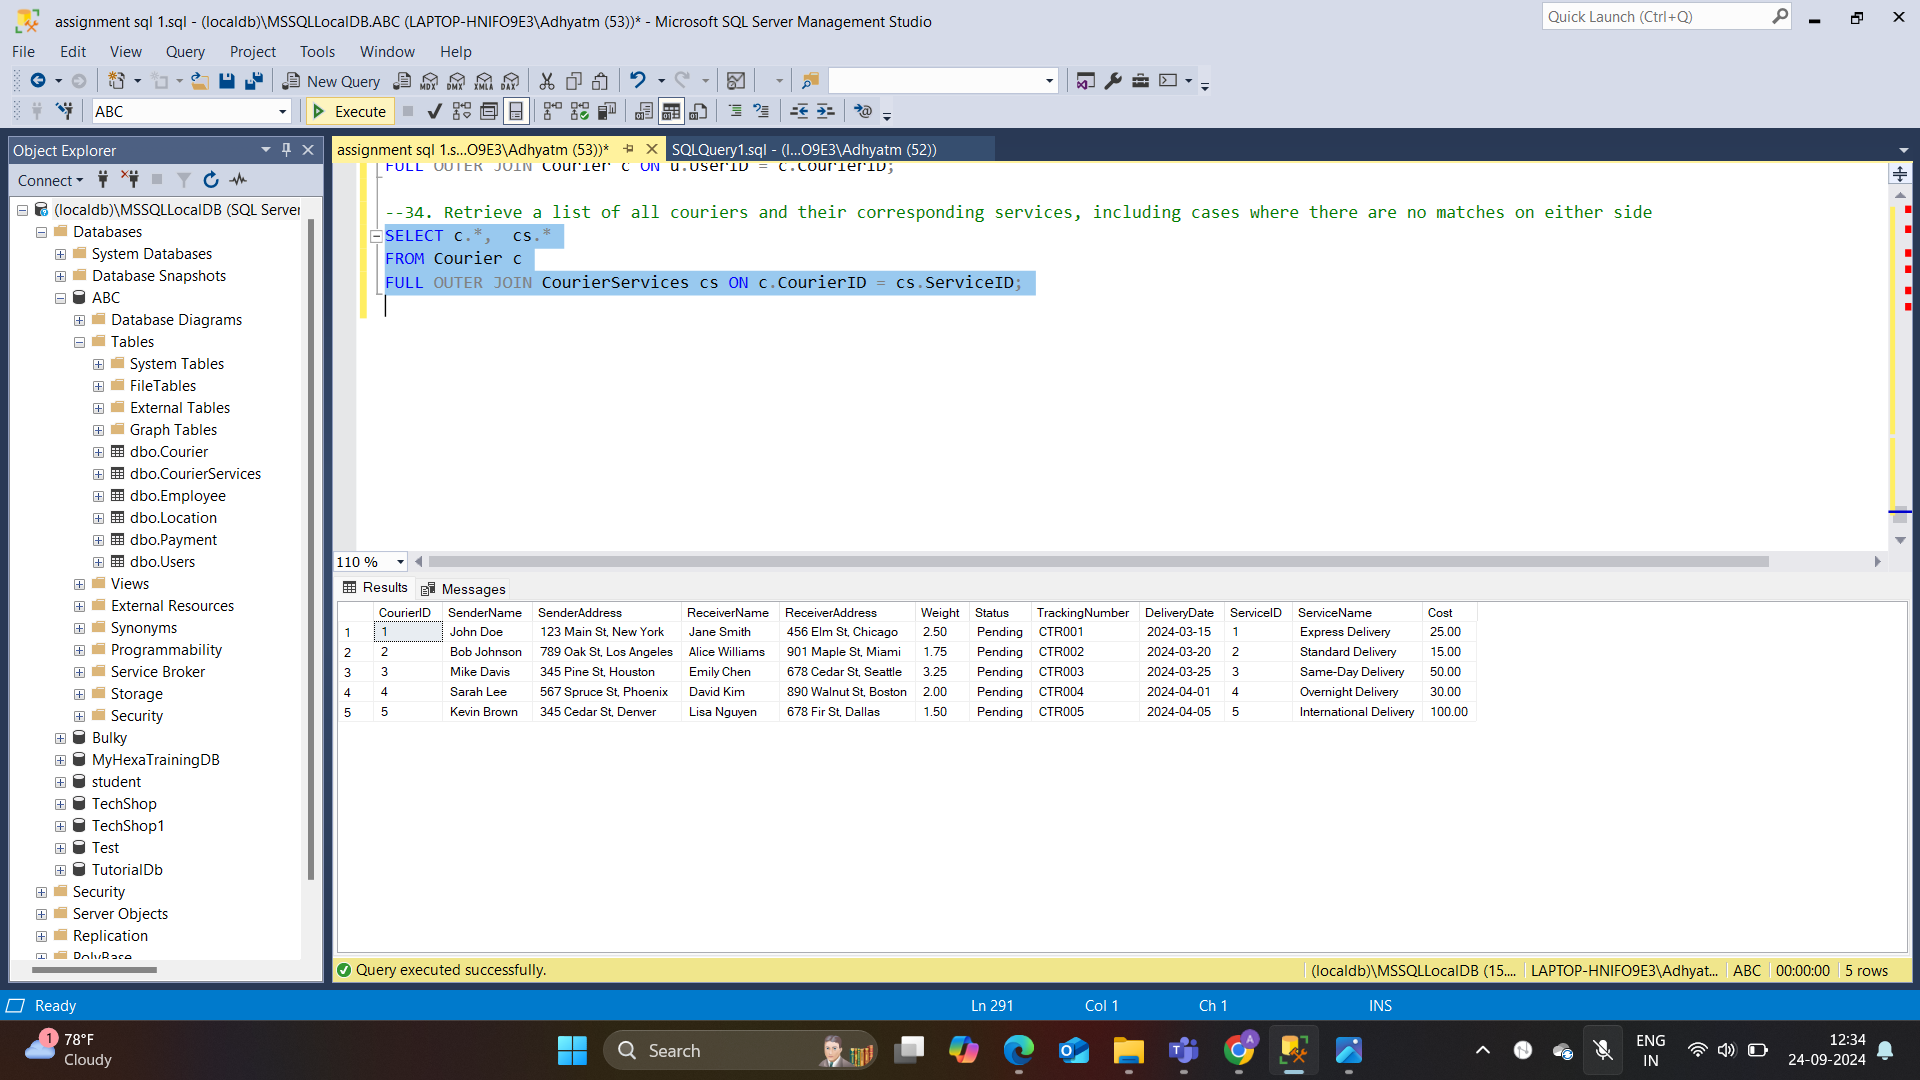 assignment sql 1.sql - (localdb)\MSSQLLocalDB.ABC (LAPTOP-HNIFO9E3\Adhyatm (53))* - Microsoft SQL Server Management Studio
Quick Launch (Ctrl+Q)
File Edit View Query Project Tools Window Help
New Query
MDX DMX XMLA DAX
ABC
Execute
Object Explorer
assignment sql 1.s...O9E3\Adhyatm (53))*
SQLQuery1.sql - (l...O9E3\Adhyatm (52))
Connect
(localdb)\MSSQLLocalDB (SQL Server
Databases
System Databases
Database Snapshots
ABC
Database Diagrams
Tables
System Tables
FileTables
External Tables
Graph Tables
dbo.Courier
dbo.CourierServices
dbo.Employee
dbo.Location
dbo.Payment
dbo.Users
Views
External Resources
Synonyms
Programmability
Service Broker
Storage
Security
Bulky
MyHexaTrainingDB
student
TechShop
TechShop1
Test
TutorialDb
Security
Server Objects
Replication
PolyBase
FULL OUTER JOIN Courier c ON u.UserID = c.CourierID;
--34. Retrieve a list of all couriers and their corresponding services, including cases where there are no matches on either side
SELECT c.*,  cs.*
FROM Courier c
FULL OUTER JOIN CourierServices cs ON c.CourierID = cs.ServiceID;
110 %
Results Messages
CourierID SenderName SenderAddress ReceiverName ReceiverAddress Weight Status TrackingNumber DeliveryDate ServiceID ServiceName Cost
1 1 John Doe 123 Main St, New York Jane Smith 456 Elm St, Chicago 2.50 Pending CTR001 2024-03-15 1 Express Delivery 25.00
2 2 Bob Johnson 789 Oak St, Los Angeles Alice Williams 901 Maple St, Miami 1.75 Pending CTR002 2024-03-20 2 Standard Delivery 15.00
3 3 Mike Davis 345 Pine St, Houston Emily Chen 678 Cedar St, Seattle 3.25 Pending CTR003 2024-03-25 3 Same-Day Delivery 50.00
4 4 Sarah Lee 567 Spruce St, Phoenix David Kim 890 Walnut St, Boston 2.00 Pending CTR004 2024-04-01 4 Overnight Delivery 30.00
5 5 Kevin Brown 345 Cedar St, Denver Lisa Nguyen 678 Fir St, Dallas 1.50 Pending CTR005 2024-04-05 5 International Delivery 100.00
Query executed successfully.
(localdb)\MSSQLLocalDB (15.... LAPTOP-HNIFO9E3\Adhyat... ABC 00:00:00 5 rows
Ready
Ln 291 Col 1 Ch 1 INS
1
78°F
Cloudy
Search
A
ENG
IN
12:34
24-09-2024